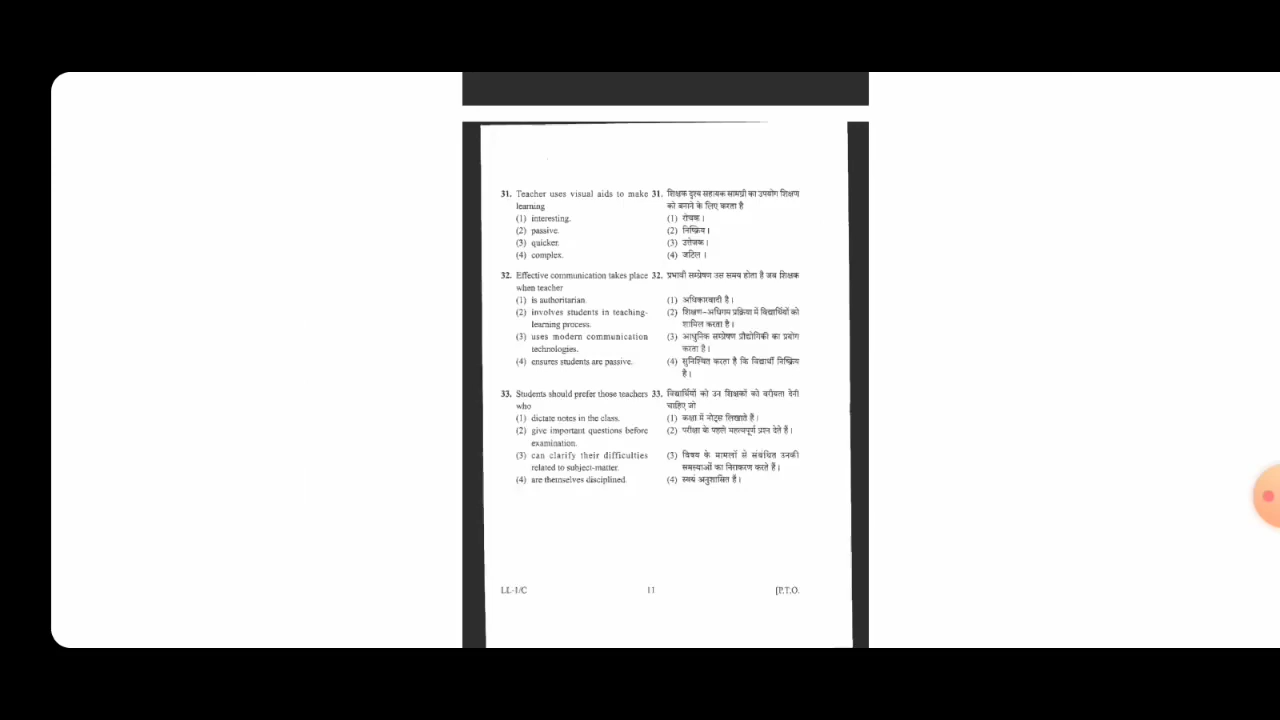 31. Teacher uses visual aids to make
learning
(1) interesting.
(2) passive.
(3) quicker.
(4) complex.
32. Effective communication takes place
when teacher
(1) is authoritarian.
(2) involves students in teaching-
learning process.
(3) uses modern communication
technologies.
(4) ensures students are passive.
33. Students should prefer those teachers
who
(1) dictate notes in the class.
(2) give important questions before
examination.
(3) can clarify their difficulties
related to subject-matter.
(4) are themselves disciplined.
31. शिक्षक दृश्य सहायक सामग्री का उपयोग शिक्षण
को बनाने के लिए करता है
(1) रोचक।
(2) निष्क्रिय।
(3) उत्तेजक।
(4) जटिल ।
32. प्रभावी सम्प्रेषण उस समय होता है जब शिक्षक
(1) अधिकारवादी है।
(2) शिक्षण-अधिगम प्रक्रिया में विद्यार्थियों को
शामिल करता है।
(3) आधुनिक सम्प्रेषण प्रौद्योगिकी का प्रयोग
करता है।
(4) सुनिश्चित करता है कि विद्यार्थी निष्क्रिय
है।
33. विद्यार्थियों को उन शिक्षकों को वरीयता देनी
चाहिए जो
(1) कक्षा में नोट्स लिखाते हैं।
(2) परीक्षा के पहले महत्वपूर्ण प्रश्न देते हैं।
(3) विषय के मामलों से संबंधित उनकी
समस्याओं का निराकरण करते हैं।
(4) स्वयं अनुशासित है।
LL-1/C 11 [P.T.O.